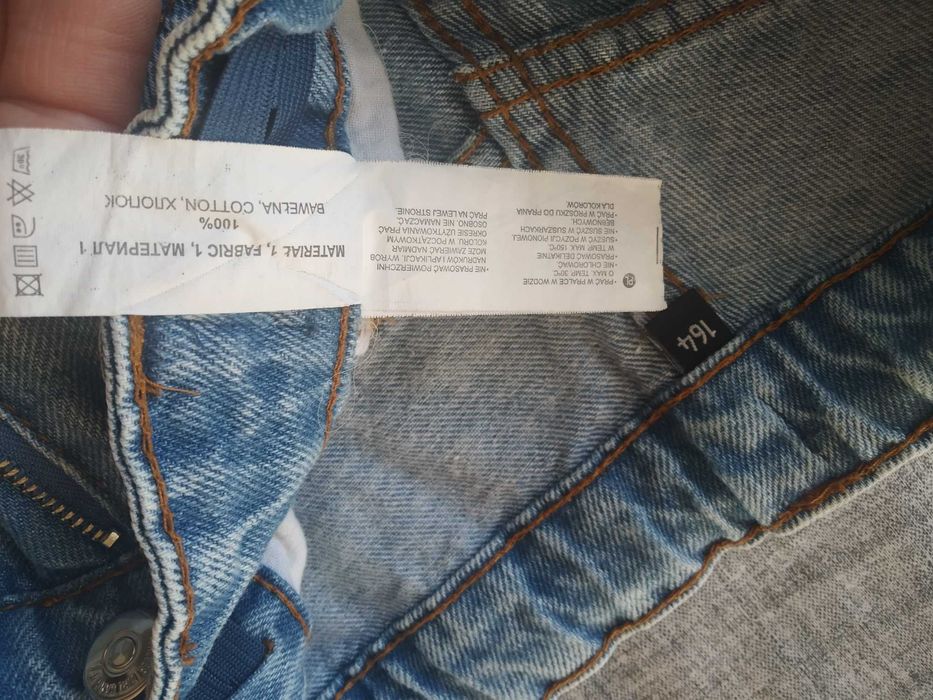 PL
• PRAĆ W PRALCE W WODZIE
O MAX. TEMP. 30°C
• NIE CHLOROWAĆ
• PRASOWAĆ DELIKATNIE
W TEMP. MAX. 150°C
• SUSZYĆ W POZYCJI PIONOWEJ
• NIE SUSZYĆ W SUSZARKACH
BĘBNOWYCH
• PRAĆ W PROSZKU DO PRANIA
DLA KOLORÓW.
• NIE PRASOWAĆ POWIERZCHNI
NADRUKÓW I APLIKACJI. WYRÓB
MOŻE ZAWIERAĆ NADMIAR
KOLORU. W POCZĄTKOWYM
OKRESIE UŻYTKOWANIA PRAĆ
OSOBNO. NIE NAMACZAĆ.
PRAĆ NA LEWEJ STRONIE.
MATERIAŁ 1, FABRIC 1, МАТЕРИАЛ 1
100%
BAWEŁNA, COTTON, ХЛОПОК
30°
164